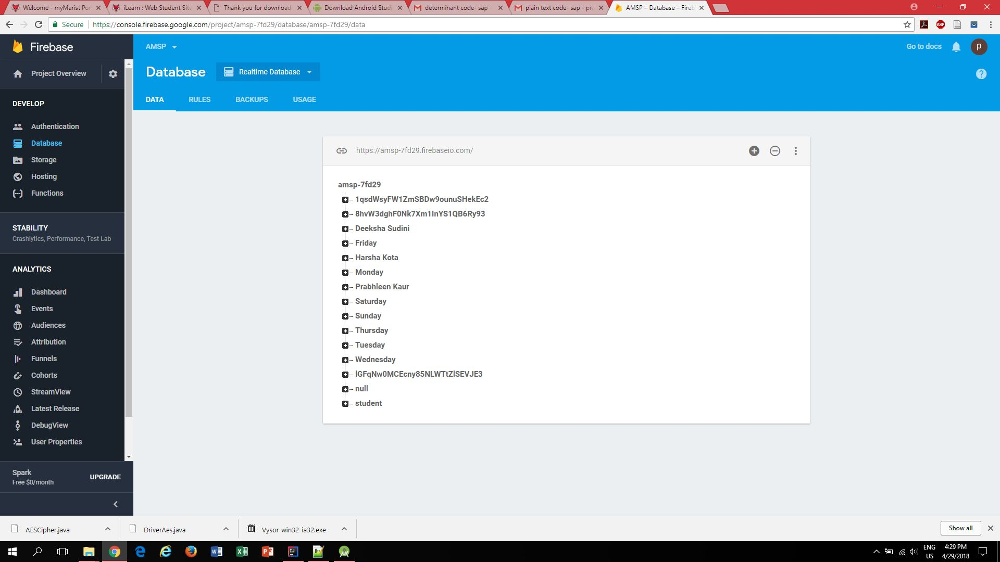 Welcome - myMarist Por
iLearn : Web Student Site
Thank you for downloadi
Download Android Studi
determinant code- sap -
plain text code- sap - pra
AMSP – Database – Fireb
Secure
https://console.firebase.google.com/project/amsp-7fd29/database/amsp-7fd29/data
ABP
Firebase
AMSP
Go to docs
p
Project Overview
Database
Realtime Database
?
DATA
RULES
BACKUPS
USAGE
DEVELOP
Authentication
Database
Storage
Hosting
Functions
STABILITY
Crashlytics, Performance, Test Lab
ANALYTICS
Dashboard
Events
Audiences
Attribution
Funnels
Cohorts
StreamView
Latest Release
DebugView
User Properties
Spark
Free $0/month
UPGRADE
https://amsp-7fd29.firebaseio.com/
amsp-7fd29
1qsdWsyFW1ZmSBDw9ounuSHekEc2
8hvW3dghF0Nk7Xm1InYS1QB6Ry93
Deeksha Sudini
Friday
Harsha Kota
Monday
Prabhleen Kaur
Saturday
Sunday
Thursday
Tuesday
Wednesday
lGFqNw0MCEcny85NLWTtZlSEVJE3
null
student
AESCipher.java
DriverAes.java
Vysor-win32-ia32.exe
Show all
ENG
US
4:29 PM
4/29/2018